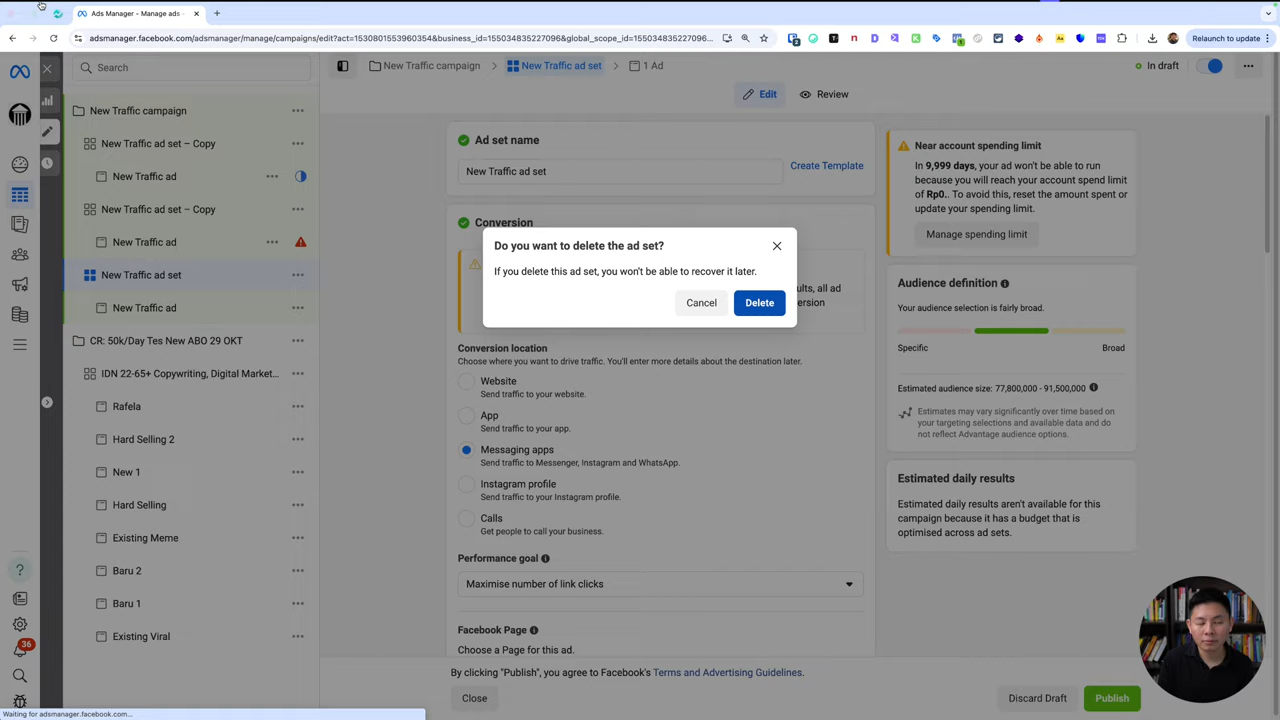 Ads Manager - Manage ads -
adsmanager.facebook.com/adsmanager/manage/campaigns/edit?act=1530801553960354&business_id=155034835227096&global_scope_id=155034835227096...
Relaunch to update
Search
New Traffic campaign
New Traffic ad set – Copy
New Traffic ad
New Traffic ad set – Copy
New Traffic ad
New Traffic ad set
New Traffic ad
CR: 50k/Day Tes New ABO 29 OKT
IDN 22-65+ Copywriting, Digital Market...
Rafela
Hard Selling 2
New 1
Hard Selling
Existing Meme
Baru 2
Baru 1
Existing Viral
36
New Traffic campaign
New Traffic ad set
1 Ad
In draft
Edit
Review
Ad set name
New Traffic ad set
Create Template
Conversion
Do you want to delete the ad set?
If you delete this ad set, you won't be able to recover it later.
Cancel
Delete
ults, all ad
version
Conversion location
Choose where you want to drive traffic. You'll enter more details about the destination later.
Website
Send traffic to your website.
App
Send traffic to your app.
Messaging apps
Send traffic to Messenger, Instagram and WhatsApp.
Instagram profile
Send traffic to your Instagram profile.
Calls
Get people to call your business.
Performance goal
Maximise number of link clicks
Facebook Page
Choose a Page for this ad.
Near account spending limit
In 9,999 days, your ad won't be able to run
because you will reach your account spend limit
of Rp0.. To avoid this, reset the amount spent or
update your spending limit.
Manage spending limit
Audience definition
Your audience selection is fairly broad.
Specific
Broad
Estimated audience size: 77,800,000 - 91,500,000
Estimates may vary significantly over time based on
your targeting selections and available data and do
not reflect Advantage audience options.
Estimated daily results
Estimated daily results aren't available for this
campaign because it has a budget that is
optimised across ad sets.
By clicking "Publish", you agree to Facebook's Terms and Advertising Guidelines.
Close
Discard Draft
Publish
Waiting for adsmanager.facebook.com...